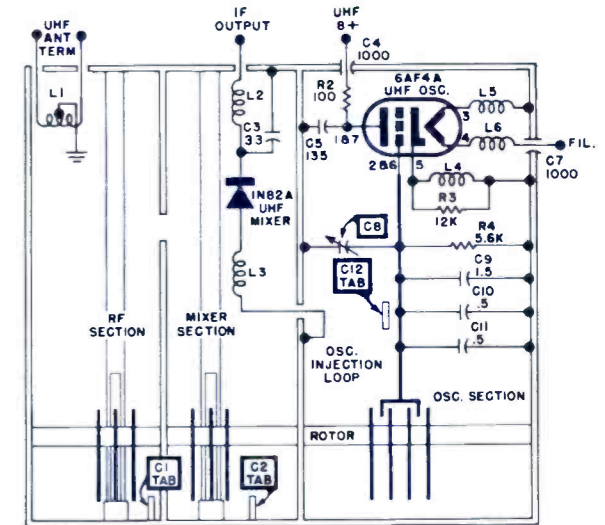 UHF
ANT
TERM
L1
IF
OUTPUT
UHF
B+
C4
1000
R2
100
6AF4A
UHF OSC.
L5
3
L6
4
FIL.
C7
1000
L2
C3
33
C5
135
1&7
2&6
5
L4
R3
12K
1N82A
UHF
MIXER
C8
R4
5.6K
C9
1.5
C12
TAB
C10
.5
C11
.5
L3
RF
SECTION
MIXER
SECTION
OSC.
INJECTION
LOOP
OSC. SECTION
ROTOR
C1
TAB
C2
TAB